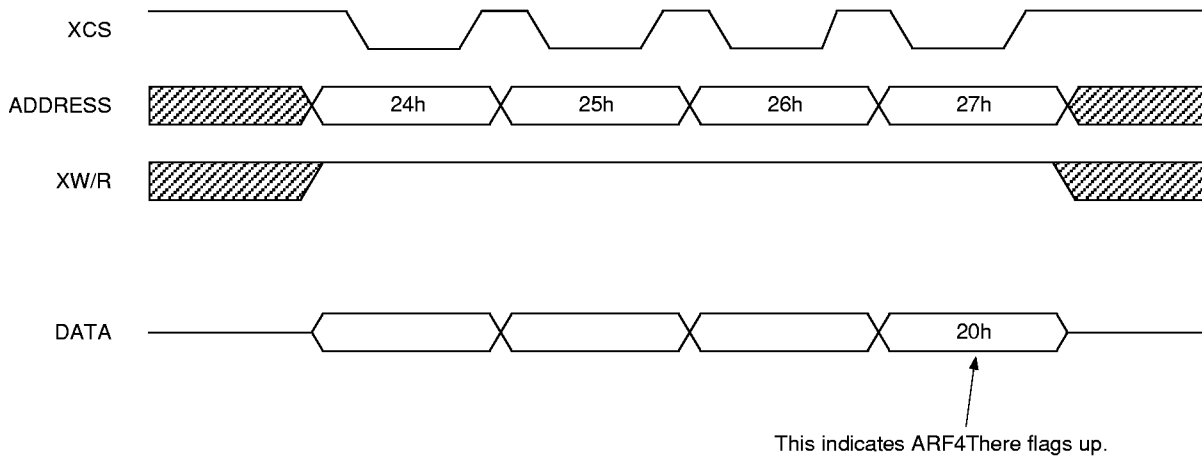 XCS
ADDRESS 24h 25h 26h 27h
XW/R
DATA 20h
This indicates ARF4There flags up.